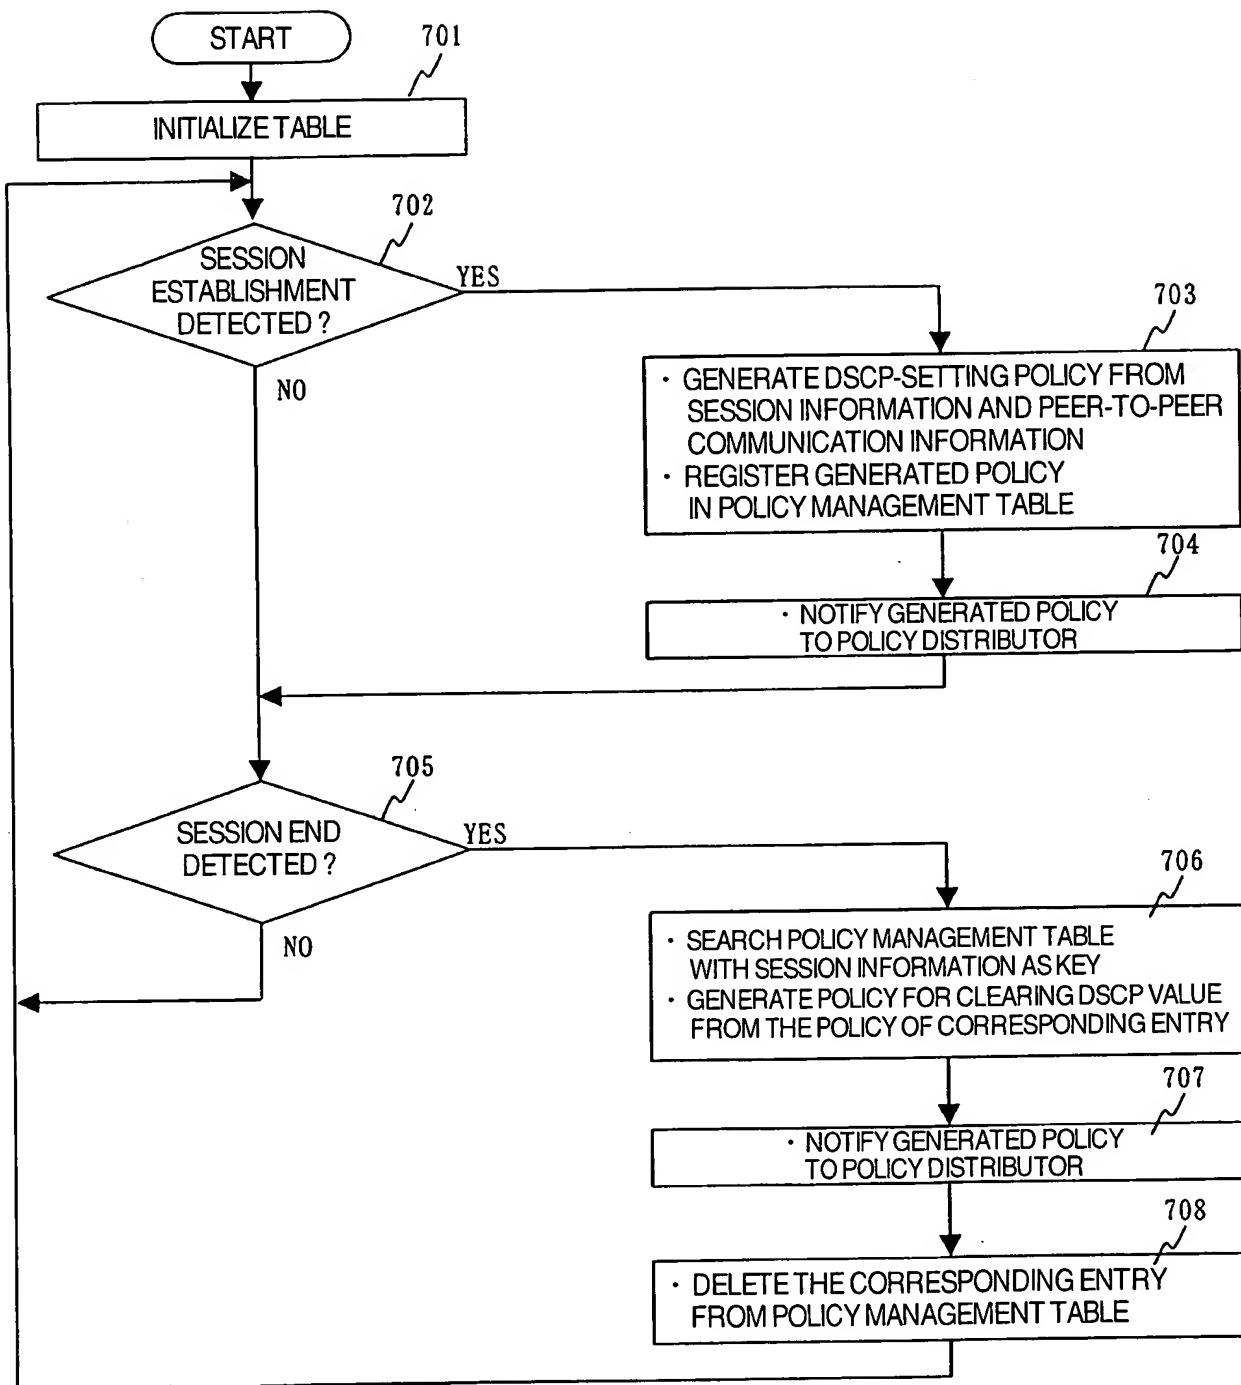 START
701
INITIALIZE TABLE
702
SESSION
ESTABLISHMENT
DETECTED ?
YES
NO
703
・ GENERATE DSCP-SETTING POLICY FROM
SESSION INFORMATION AND PEER-TO-PEER
COMMUNICATION INFORMATION
・ REGISTER GENERATED POLICY
IN POLICY MANAGEMENT TABLE
704
・ NOTIFY GENERATED POLICY
TO POLICY DISTRIBUTOR
705
SESSION END
DETECTED ?
YES
NO
706
・ SEARCH POLICY MANAGEMENT TABLE
WITH SESSION INFORMATION AS KEY
・ GENERATE POLICY FOR CLEARING DSCP VALUE
FROM THE POLICY OF CORRESPONDING ENTRY
707
・ NOTIFY GENERATED POLICY
TO POLICY DISTRIBUTOR
708
・ DELETE THE CORRESPONDING ENTRY
FROM POLICY MANAGEMENT TABLE